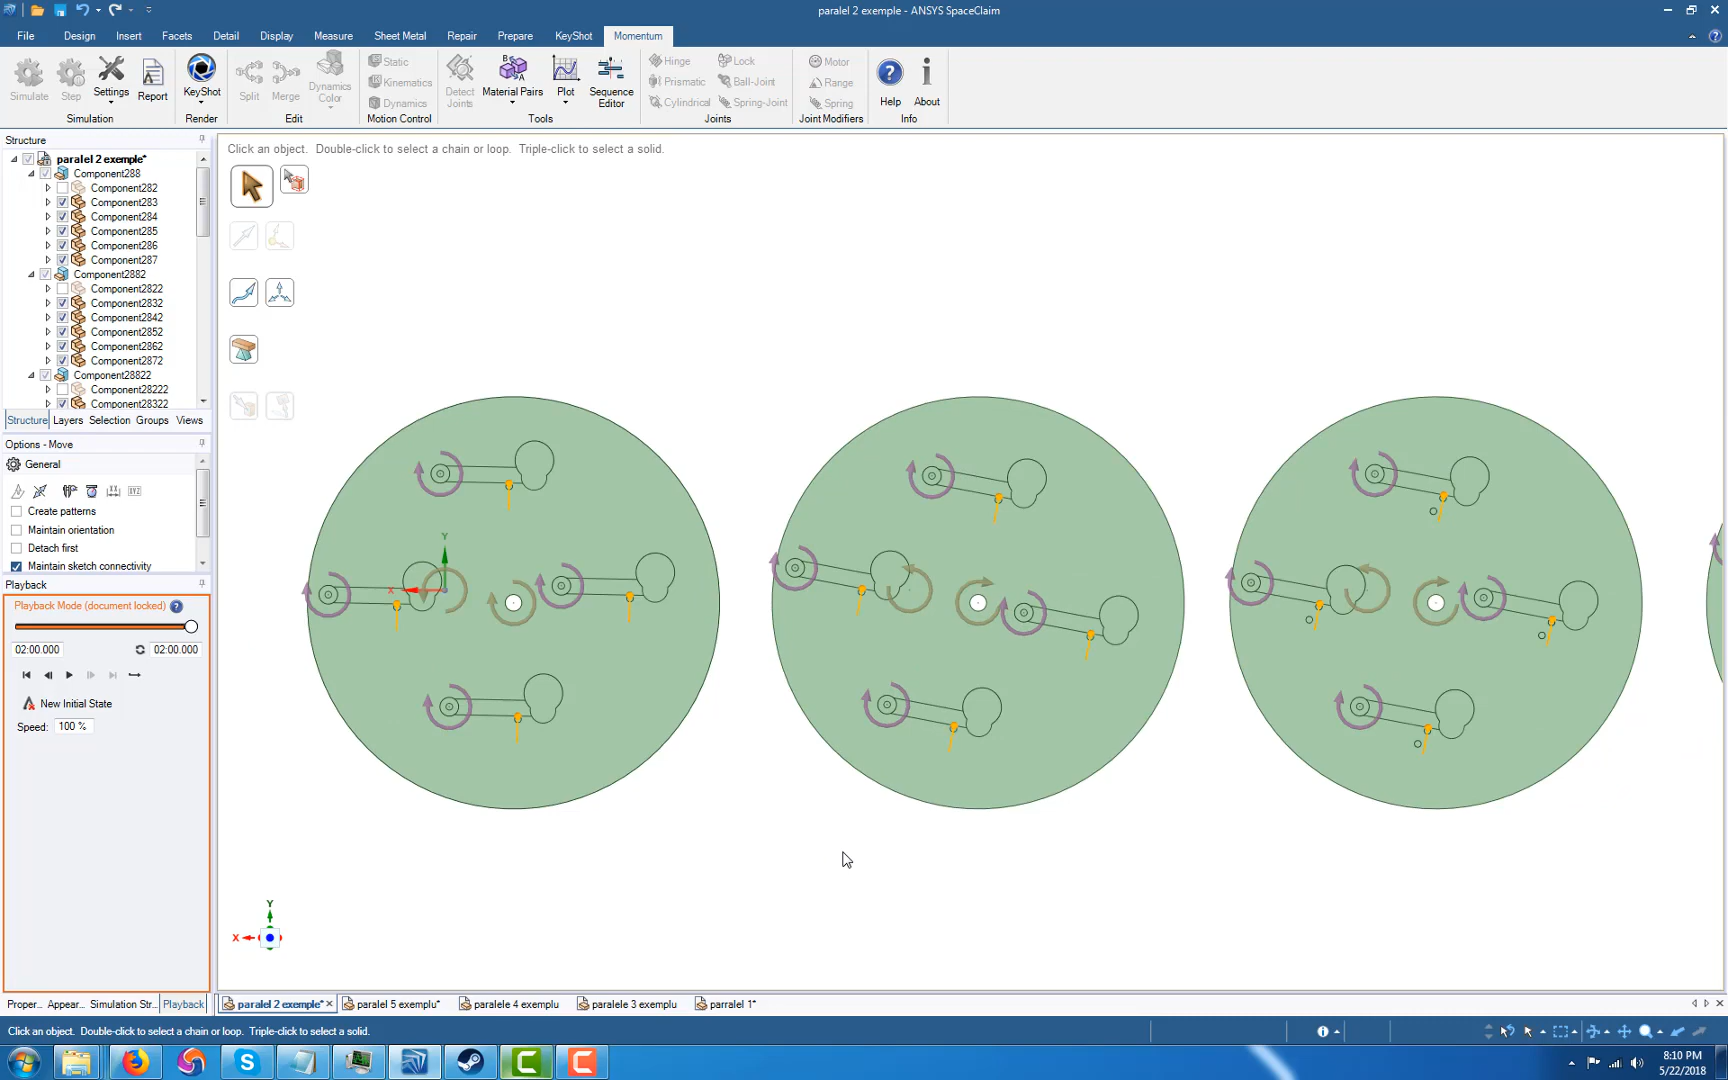 paralel 2 exemple - ANSYS SpaceClaim
File Design Insert Facets Detail Display Measure Sheet Metal Repair Prepare KeyShot Momentum
Simulate Step Settings Report KeyShot Split Merge Dynamics Color Static Kinematics Dynamics Detect Joints Material Pairs Plot Sequence Editor Hinge Prismatic Cylindrical Lock Ball-Joint Spring-Joint Motor Range Spring Help About
Simulation Render Edit Motion Control Tools Joints Joint Modifiers Info
Structure
paralel 2 exemple*
Component288
Component282
Component283
Component284
Component285
Component286
Component287
Component2882
Component2822
Component2832
Component2842
Component2852
Component2862
Component2872
Component28822
Component28222
Component28322
Structure Layers Selection Groups Views
Options - Move
General
Create patterns
Maintain orientation
Detach first
Maintain sketch connectivity
Playback
Playback Mode (document locked)
02:00.000 02:00.000
New Initial State
Speed: 100 %
Proper... Appear... Simulation Str... Playback
Click an object. Double-click to select a chain or loop. Triple-click to select a solid.
Y
X
Y
X
paralel 2 exemple* paralel 5 exemplu* paralele 4 exemplu paralele 3 exemplu parralel 1*
Click an object. Double-click to select a chain or loop. Triple-click to select a solid.
8:10 PM
5/22/2018